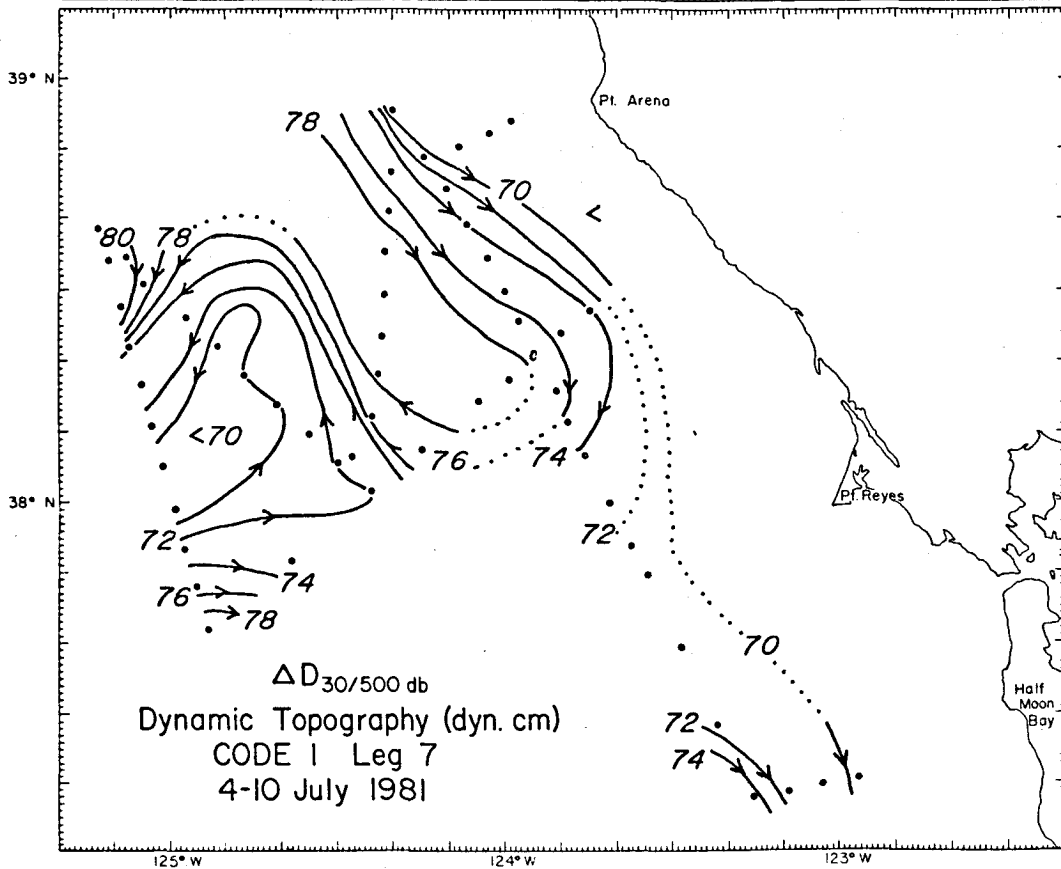 39° N
Pt. Arena
78
70
<
80
78
<70
76
74
38° N
Pt. Reyes
72
72
74
76
78
70
ΔD30/500 db
Dynamic Topography (dyn. cm)
CODE 1 Leg 7
4-10 July 1981
72
74
Half
Moon
Bay
125° W
124° W
123° W